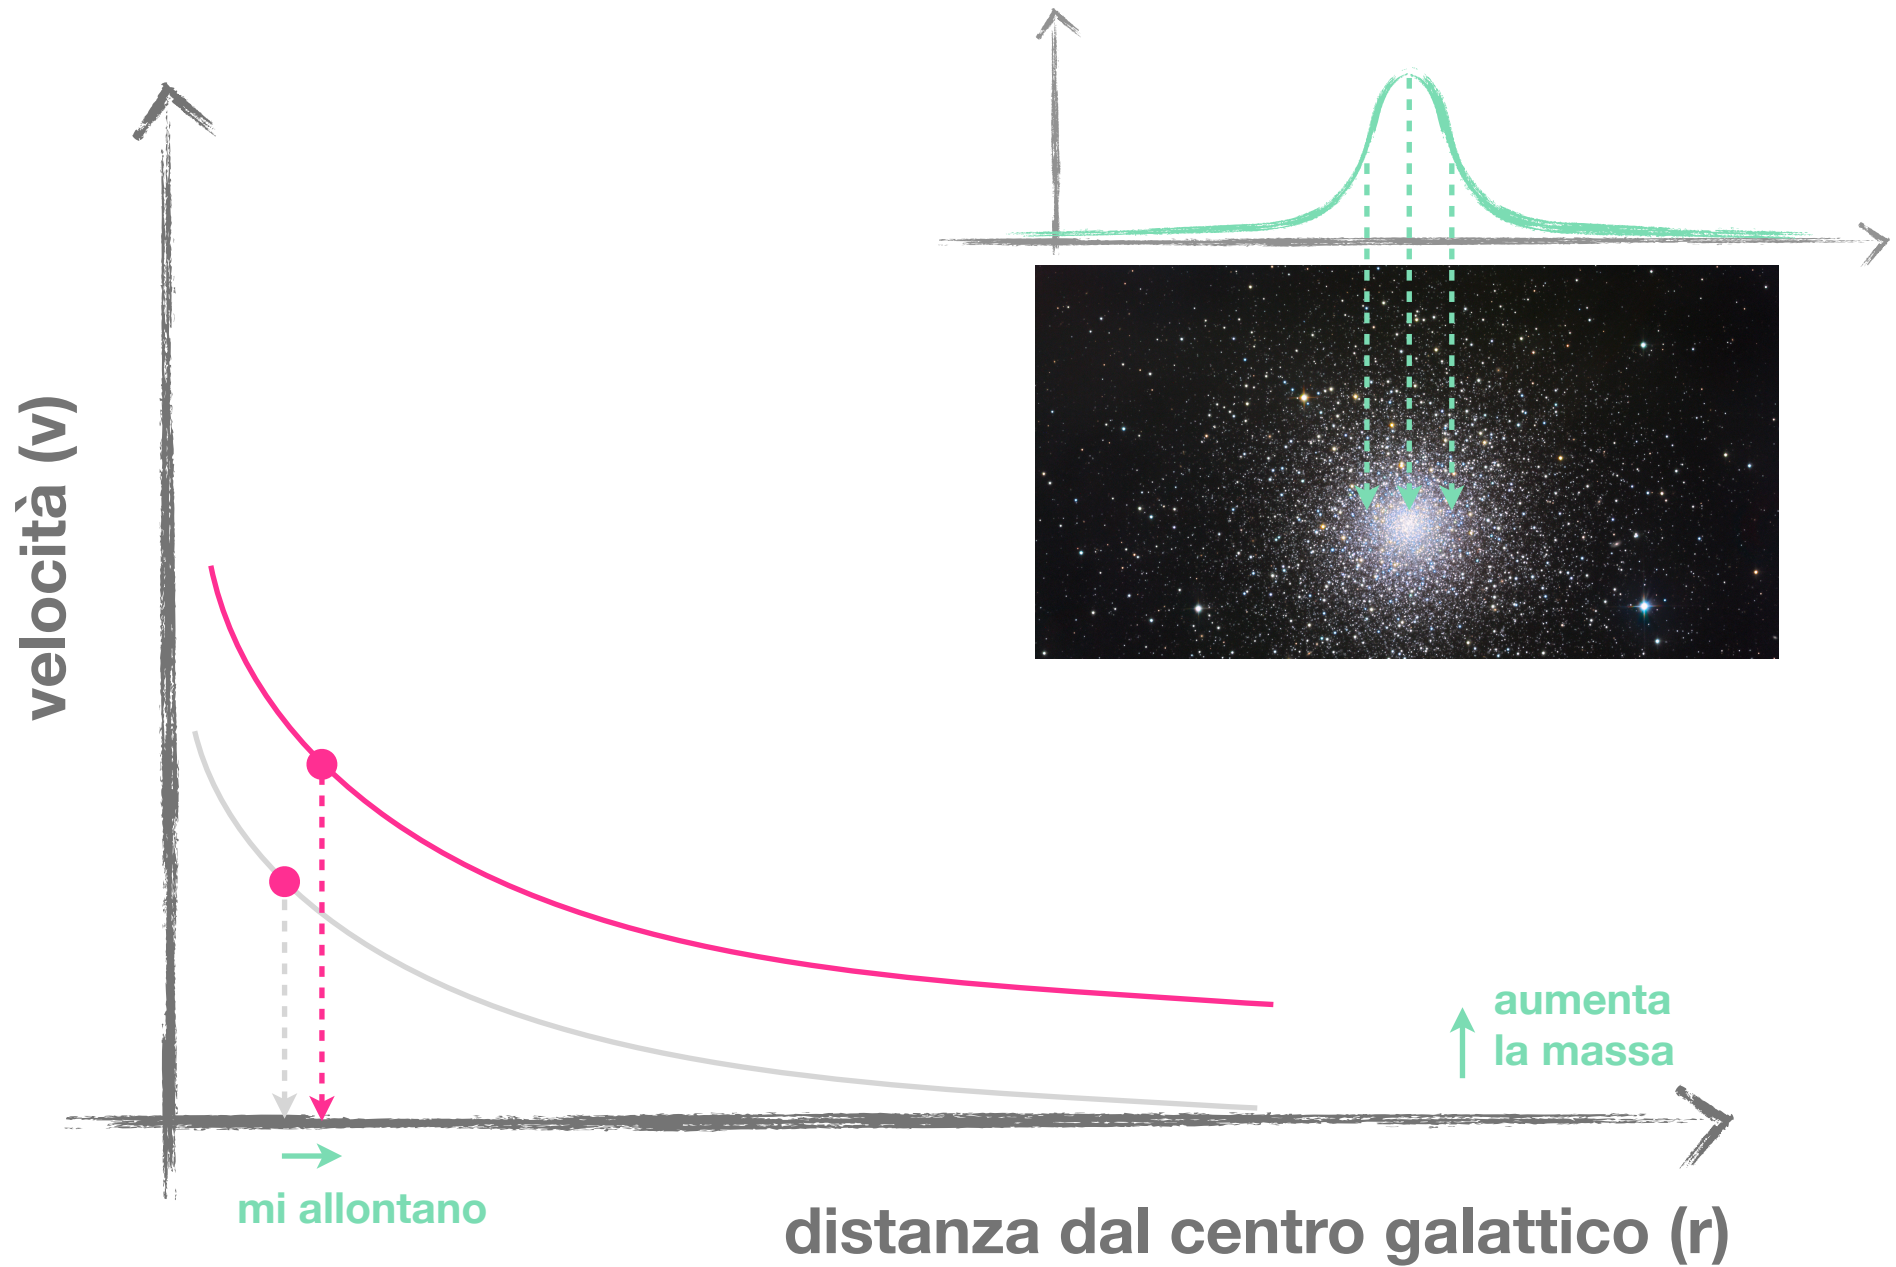 velocità (v)
aumenta
la massa
mi allontano
distanza dal centro galattico (r)